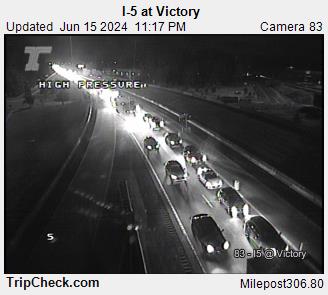 I-5 at Victory
Updated Jun 15 2024 11:17 PM Camera 83
T
HIGH PRESSURE
S
83 - I5 @ Victory
TripCheck.com Milepost306.80